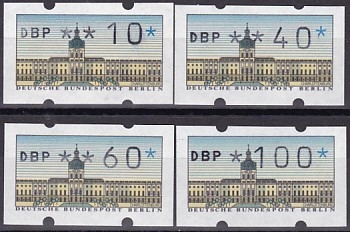 DBP ** 10*
DEUTSCHE BUNDESPOST BERLIN
DBP ** 40*
DEUTSCHE BUNDESPOST BERLIN
DBP ** 60*
DEUTSCHE BUNDESPOST BERLIN
DBP * 100*
DEUTSCHE BUNDESPOST BERLIN